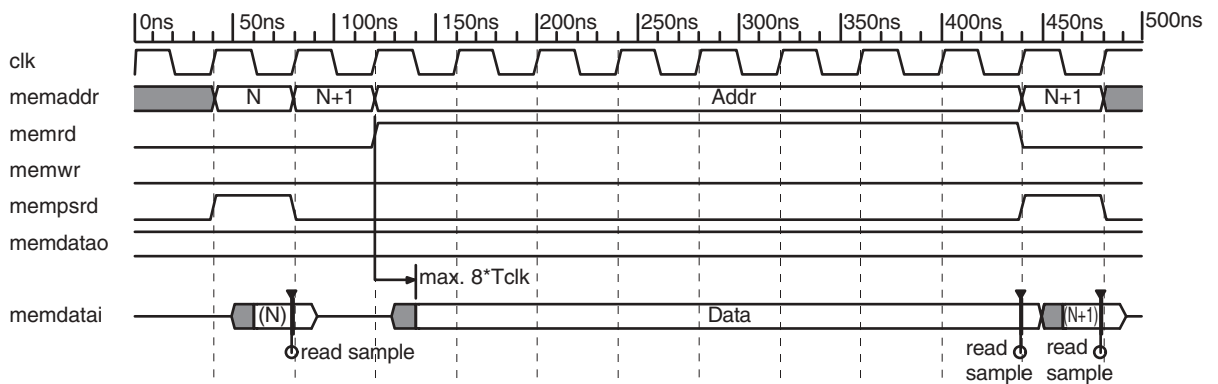 0ns 50ns 100ns 150ns 200ns 250ns 300ns 350ns 400ns 450ns 500ns
clk
memaddr N N+1 Addr N+1
memrd
memwr
mempsrd
memdatao
max. 8*Tclk
memdatai (N) Data (N+1)
read sample read read
sample sample